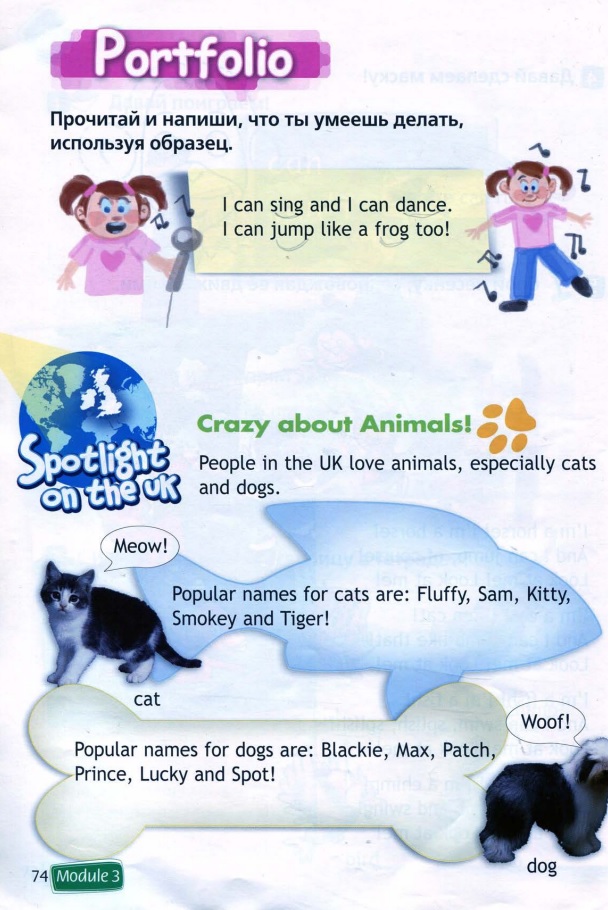 Portfolio
Прочитай и напиши, что ты умеешь делать,
используя образец.
I can sing and I can dance.
I can jump like a frog too!
Spotlight
on the UK
Crazy about Animals!
People in the UK love animals, especially cats
and dogs.
Meow!
Popular names for cats are: Fluffy, Sam, Kitty,
Smokey and Tiger!
cat
Woof!
Popular names for dogs are: Blackie, Max, Patch,
Prince, Lucky and Spot!
dog
74 Module 3